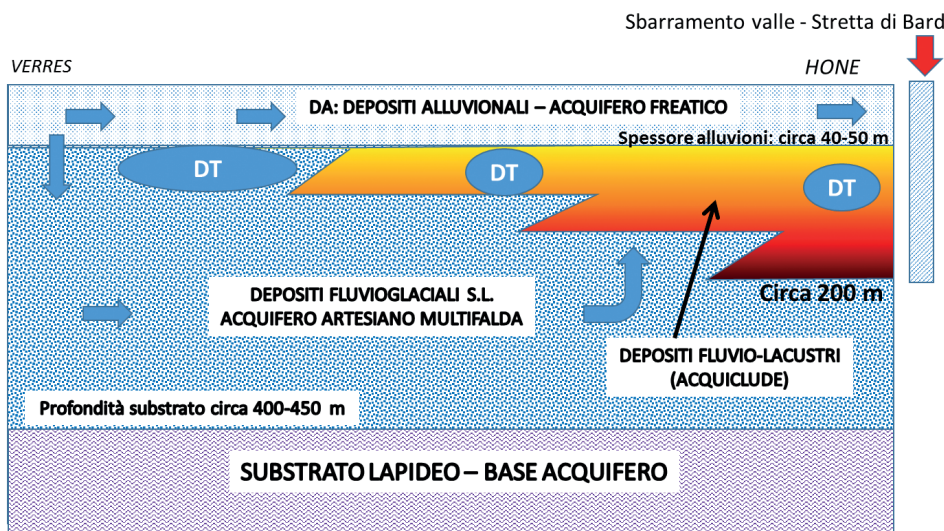 Sbarramento valle - Stretta di Bard
VERRES
HONE
DA: DEPOSITI ALLUVIONALI – ACQUIFERO FREATICO
Spessore alluvioni: circa 40-50 m
DT
DT
DT
DEPOSITI FLUVIOGLACIALI S.L.
ACQUIFERO ARTESIANO MULTIFALDA
Circa 200 m
DEPOSITI FLUVIO-LACUSTRI
(ACQUICLUDE)
Profondità substrato circa 400-450 m
SUBSTRATO LAPIDEO – BASE ACQUIFERO